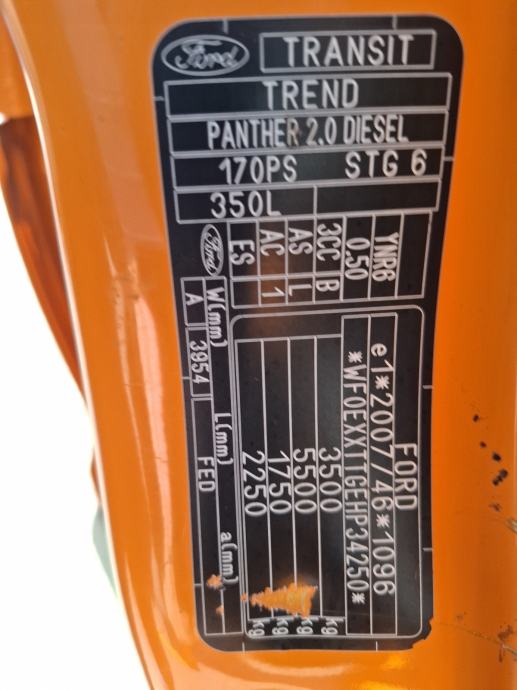 Ford TRANSIT
TREND
PANTHER 2.0 DIESEL
170PS STG 6
350L
YNR6
0.50
3CC B
AS L
AC 1
ES
Ford
FORD
e1*2007/46*1096
*WF0EXXTTGEHP34250*
3500 kg
5500 kg
1750 kg
2250 kg
W(mm) L(mm) a(mm)
A 3954 FED